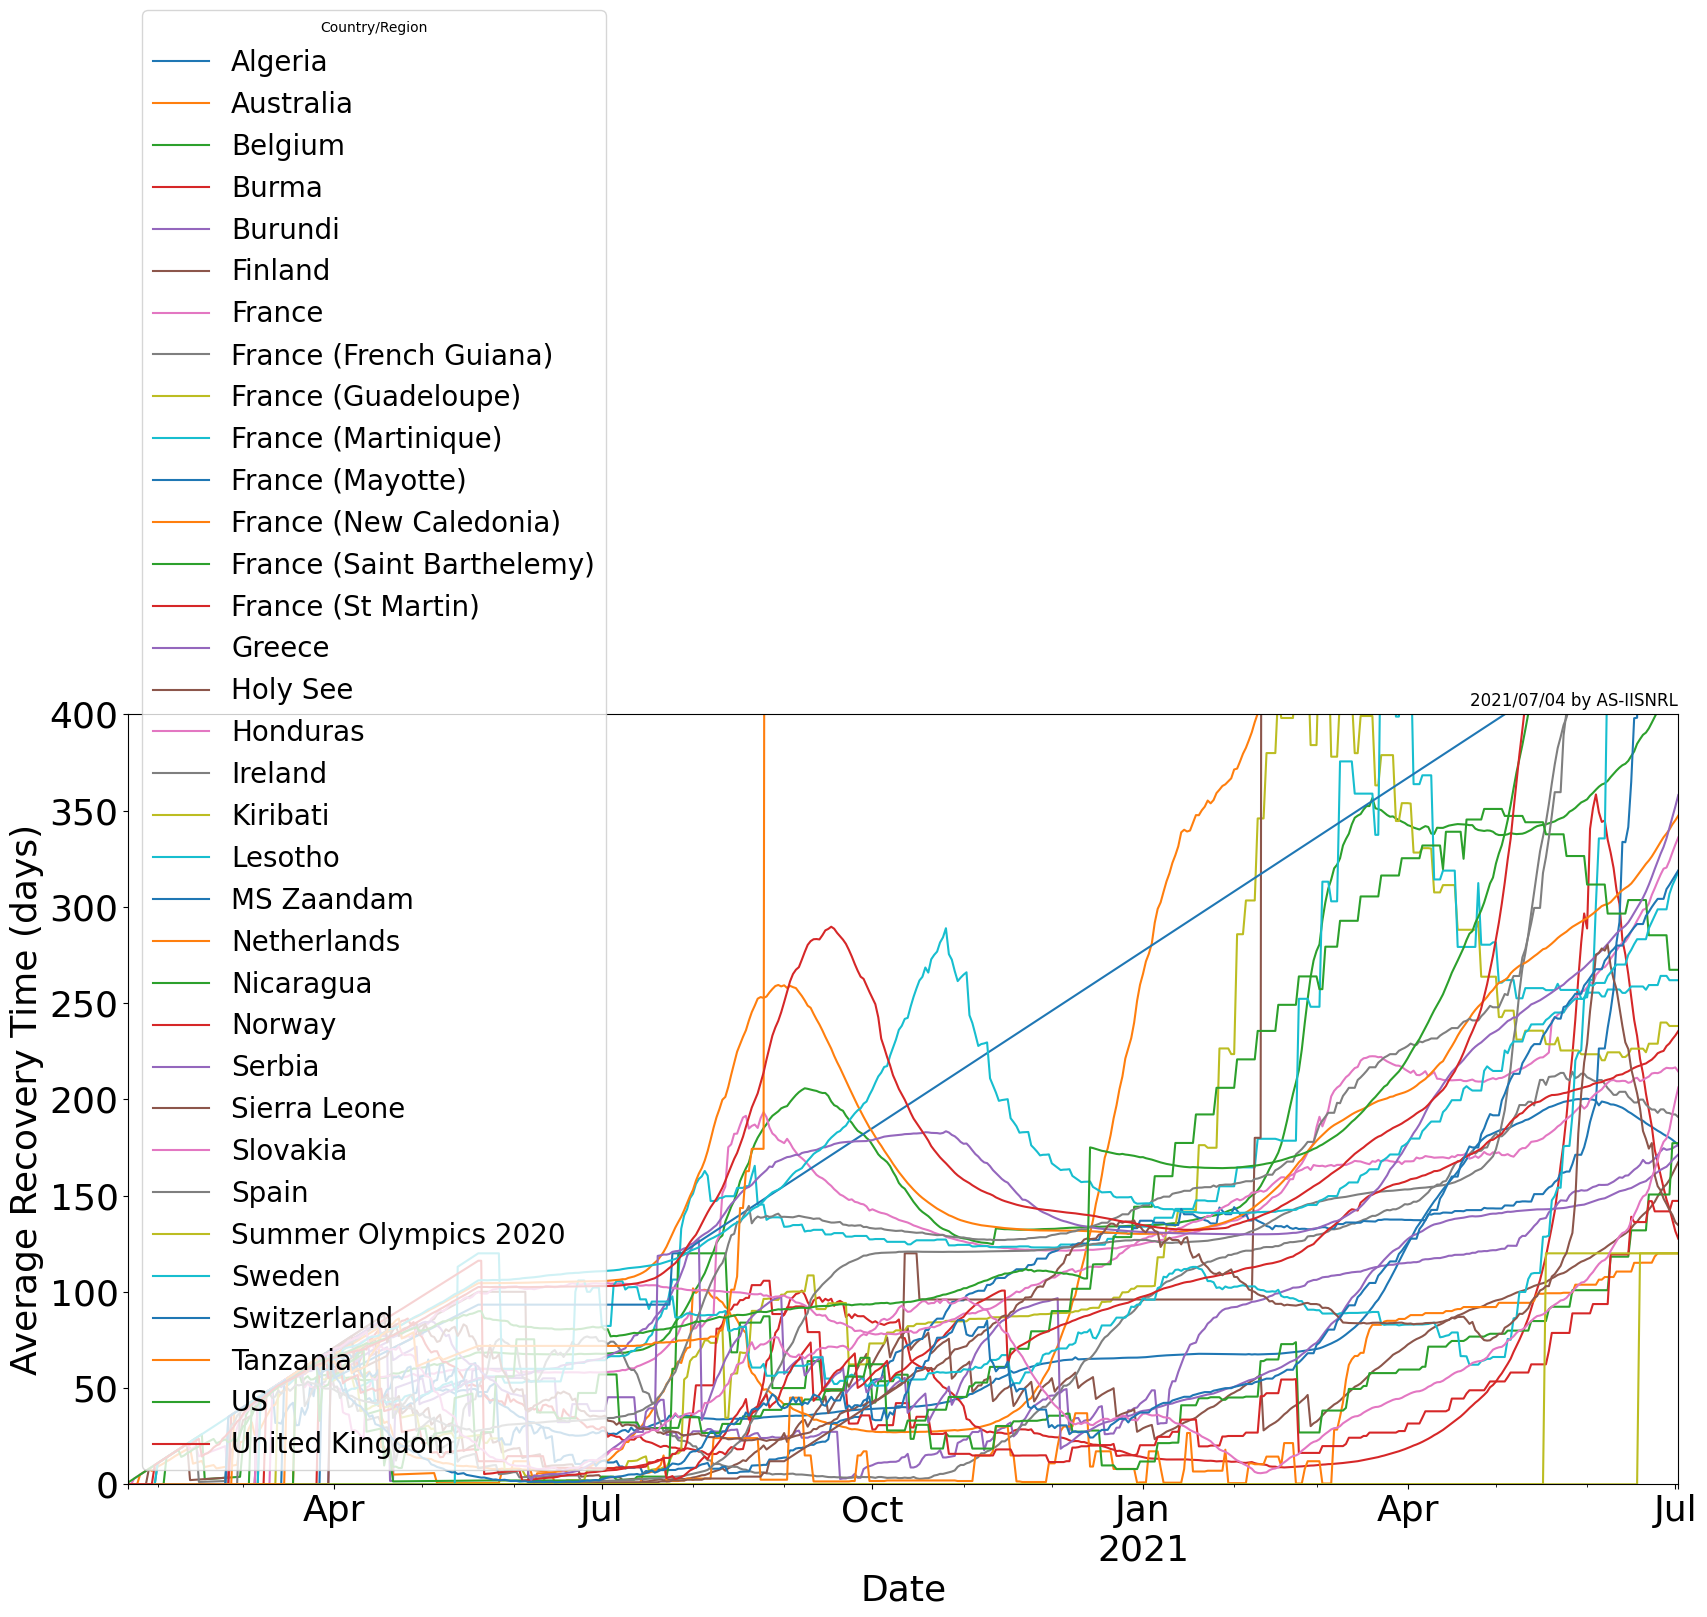 Country/Region
Algeria
Australia
Belgium
Burma
Burundi
Finland
France
France (French Guiana)
France (Guadeloupe)
France (Martinique)
France (Mayotte)
France (New Caledonia)
France (Saint Barthelemy)
France (St Martin)
Greece
Holy See
Honduras
Ireland
Kiribati
Lesotho
MS Zaandam
Netherlands
Nicaragua
Norway
Serbia
Sierra Leone
Slovakia
Spain
Summer Olympics 2020
Sweden
Switzerland
Tanzania
US
United Kingdom
2021/07/04 by AS-IISNRL
Average Recovery Time (days)
400
350
300
250
200
150
100
50
0
Apr
Jul
Oct
Jan
2021
Apr
Jul
Date